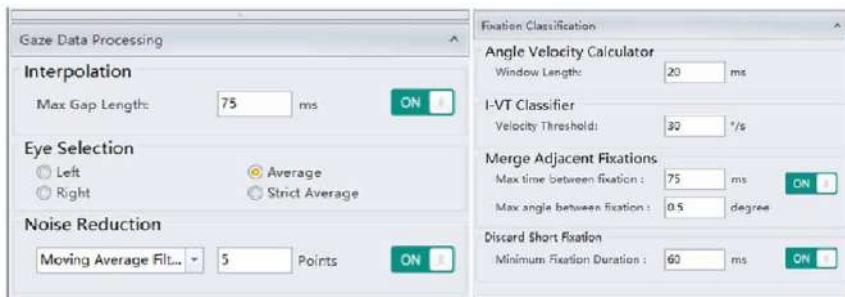 Gaze Data Processing
Interpolation
Max Gap Length:
75
ms
ON
Eye Selection
Left
Average
Right
Strict Average
Noise Reduction
Moving Average Filt...
5
Points
ON
Fixation Classification
Angle Velocity Calculator
Window Length:
20
ms
I-VT Classifier
Velocity Threshold:
30
°/s
Merge Adjacent Fixations
Max time between fixation :
75
ms
ON
Max angle between fixation :
0.5
degree
Discard Short Fixation
Minimum Fixation Duration :
60
ms
ON